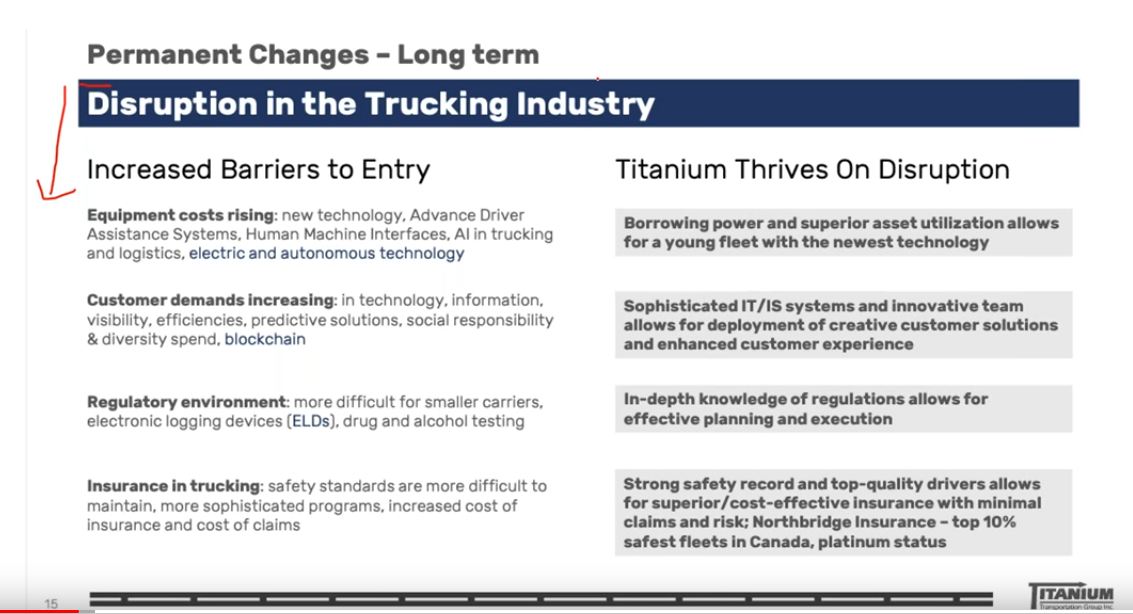 Permanent Changes – Long term
Disruption in the Trucking Industry
Increased Barriers to Entry
Equipment costs rising: new technology, Advance Driver
Assistance Systems, Human Machine Interfaces, AI in trucking
and logistics, electric and autonomous technology
Customer demands increasing: in technology, information,
visibility, efficiencies, predictive solutions, social responsibility
& diversity spend, blockchain
Regulatory environment: more difficult for smaller carriers,
electronic logging devices (ELDs), drug and alcohol testing
Insurance in trucking: safety standards are more difficult to
maintain, more sophisticated programs, increased cost of
insurance and cost of claims
Titanium Thrives On Disruption
Borrowing power and superior asset utilization allows
for a young fleet with the newest technology
Sophisticated IT/IS systems and innovative team
allows for deployment of creative customer solutions
and enhanced customer experience
In-depth knowledge of regulations allows for
effective planning and execution
Strong safety record and top-quality drivers allows
for superior/cost-effective insurance with minimal
claims and risk; Northbridge Insurance – top 10%
safest fleets in Canada, platinum status
15
TITANIUM
Transportation Group Inc